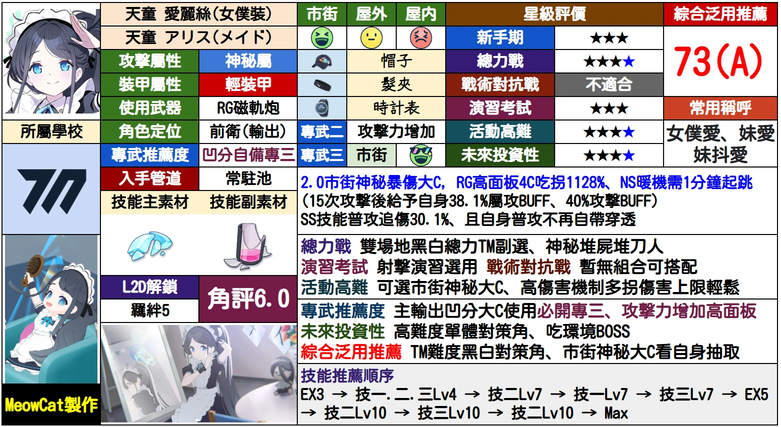 天童 愛麗絲(女僕裝)
天童 アリス(メイド)
市街 屋外 屋內
星級評價
綜合泛用推薦
新手期 ★★★
73(A)
攻擊屬性 神秘屬
帽子
總力戰 ★★★★
裝甲屬性 輕裝甲
髮夾
戰術對抗戰 不適合
使用武器 RG磁軌炮
時計表
演習考試 ★★★
常用稱呼
所屬學校
角色定位 前衛(輸出)
專武二 攻擊力增加
活動高難 ★★★★
女僕愛、妹愛
妹抖愛
專武推薦度 凹分自備專三
專武三 市街
未來投資性 ★★★★
入手管道 常駐池
技能主素材 技能副素材
2.0市街神秘暴傷大C，RG高面板4C吃拐1128%、NS暖機需1分鐘起跳
(15次攻擊後給予自身38.1%屬攻BUFF、40%攻擊BUFF)
SS技能普攻追傷30.1%、且自身普攻不再自帶穿透
總力戰 雙場地黑白總力TM副選、神秘堆屍堆刀人
演習考試 射擊演習選用 戰術對抗戰 暫無組合可搭配
活動高難 可選市街神秘大C、高傷害機制多拐傷害上限輕鬆
L2D解鎖
羈絆5
角評6.0
專武推薦度 主輸出凹分大C使用必開專三、攻擊力增加高面板
未來投資性 高難度單體對策角、吃環境BOSS
綜合泛用推薦 TM難度黑白對策角、市街神秘大C看自身抽取
技能推薦順序
EX3 → 技一.二.三Lv4 → 技二Lv7 → 技一Lv7 → 技三Lv7 → EX5
→ 技二Lv10 → 技三Lv10 → 技二Lv10 → Max
MeowCat製作